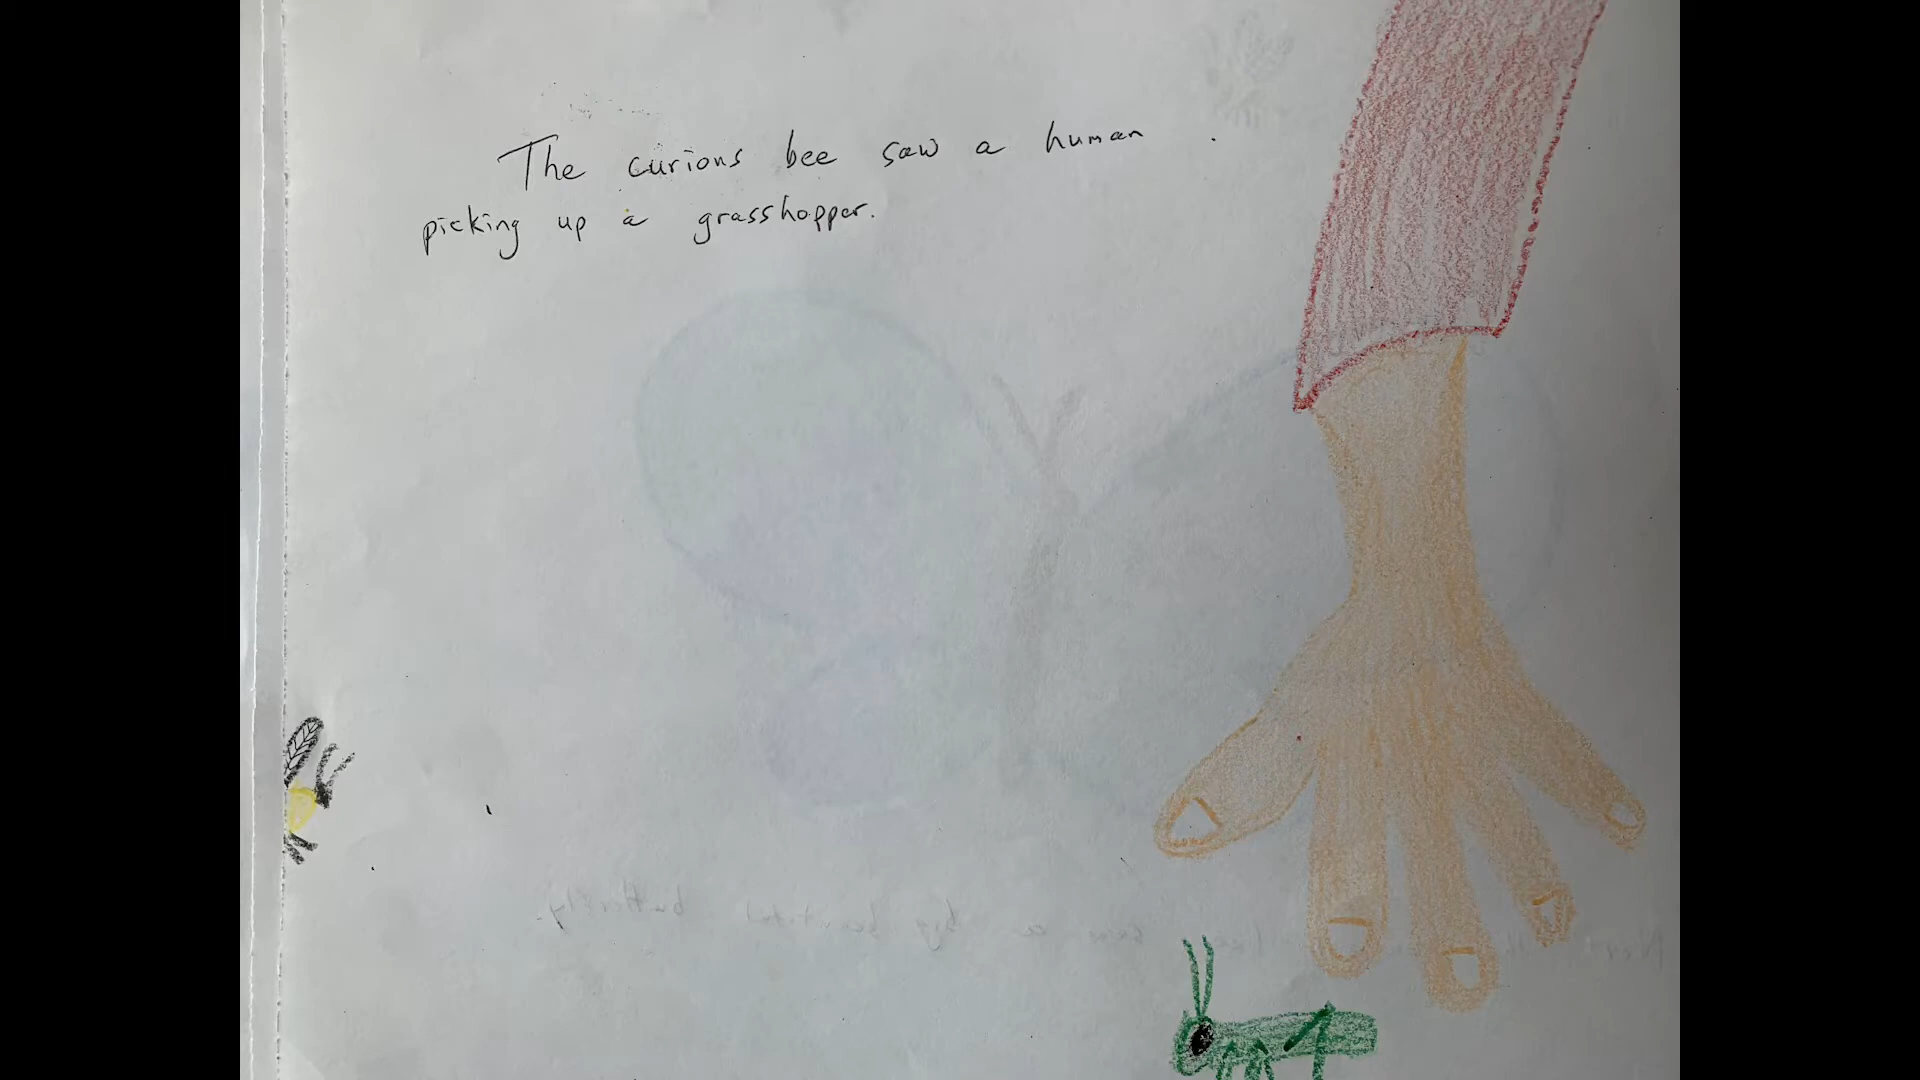 The curious bee saw a human
picking up a grasshopper.